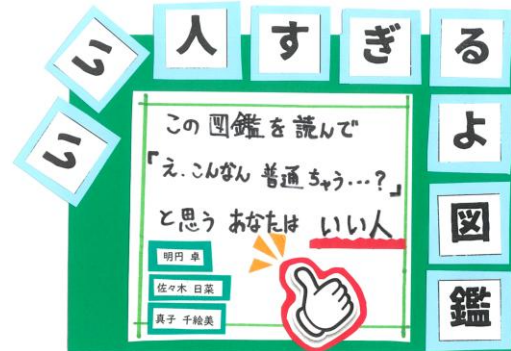 いい人すぎるよ図鑑
この図鑑を読んで
「え、こんなん普通ちゃう…?」
と思うあなたは いい人
明円 卓
佐々木 日菜
真子 千絵美